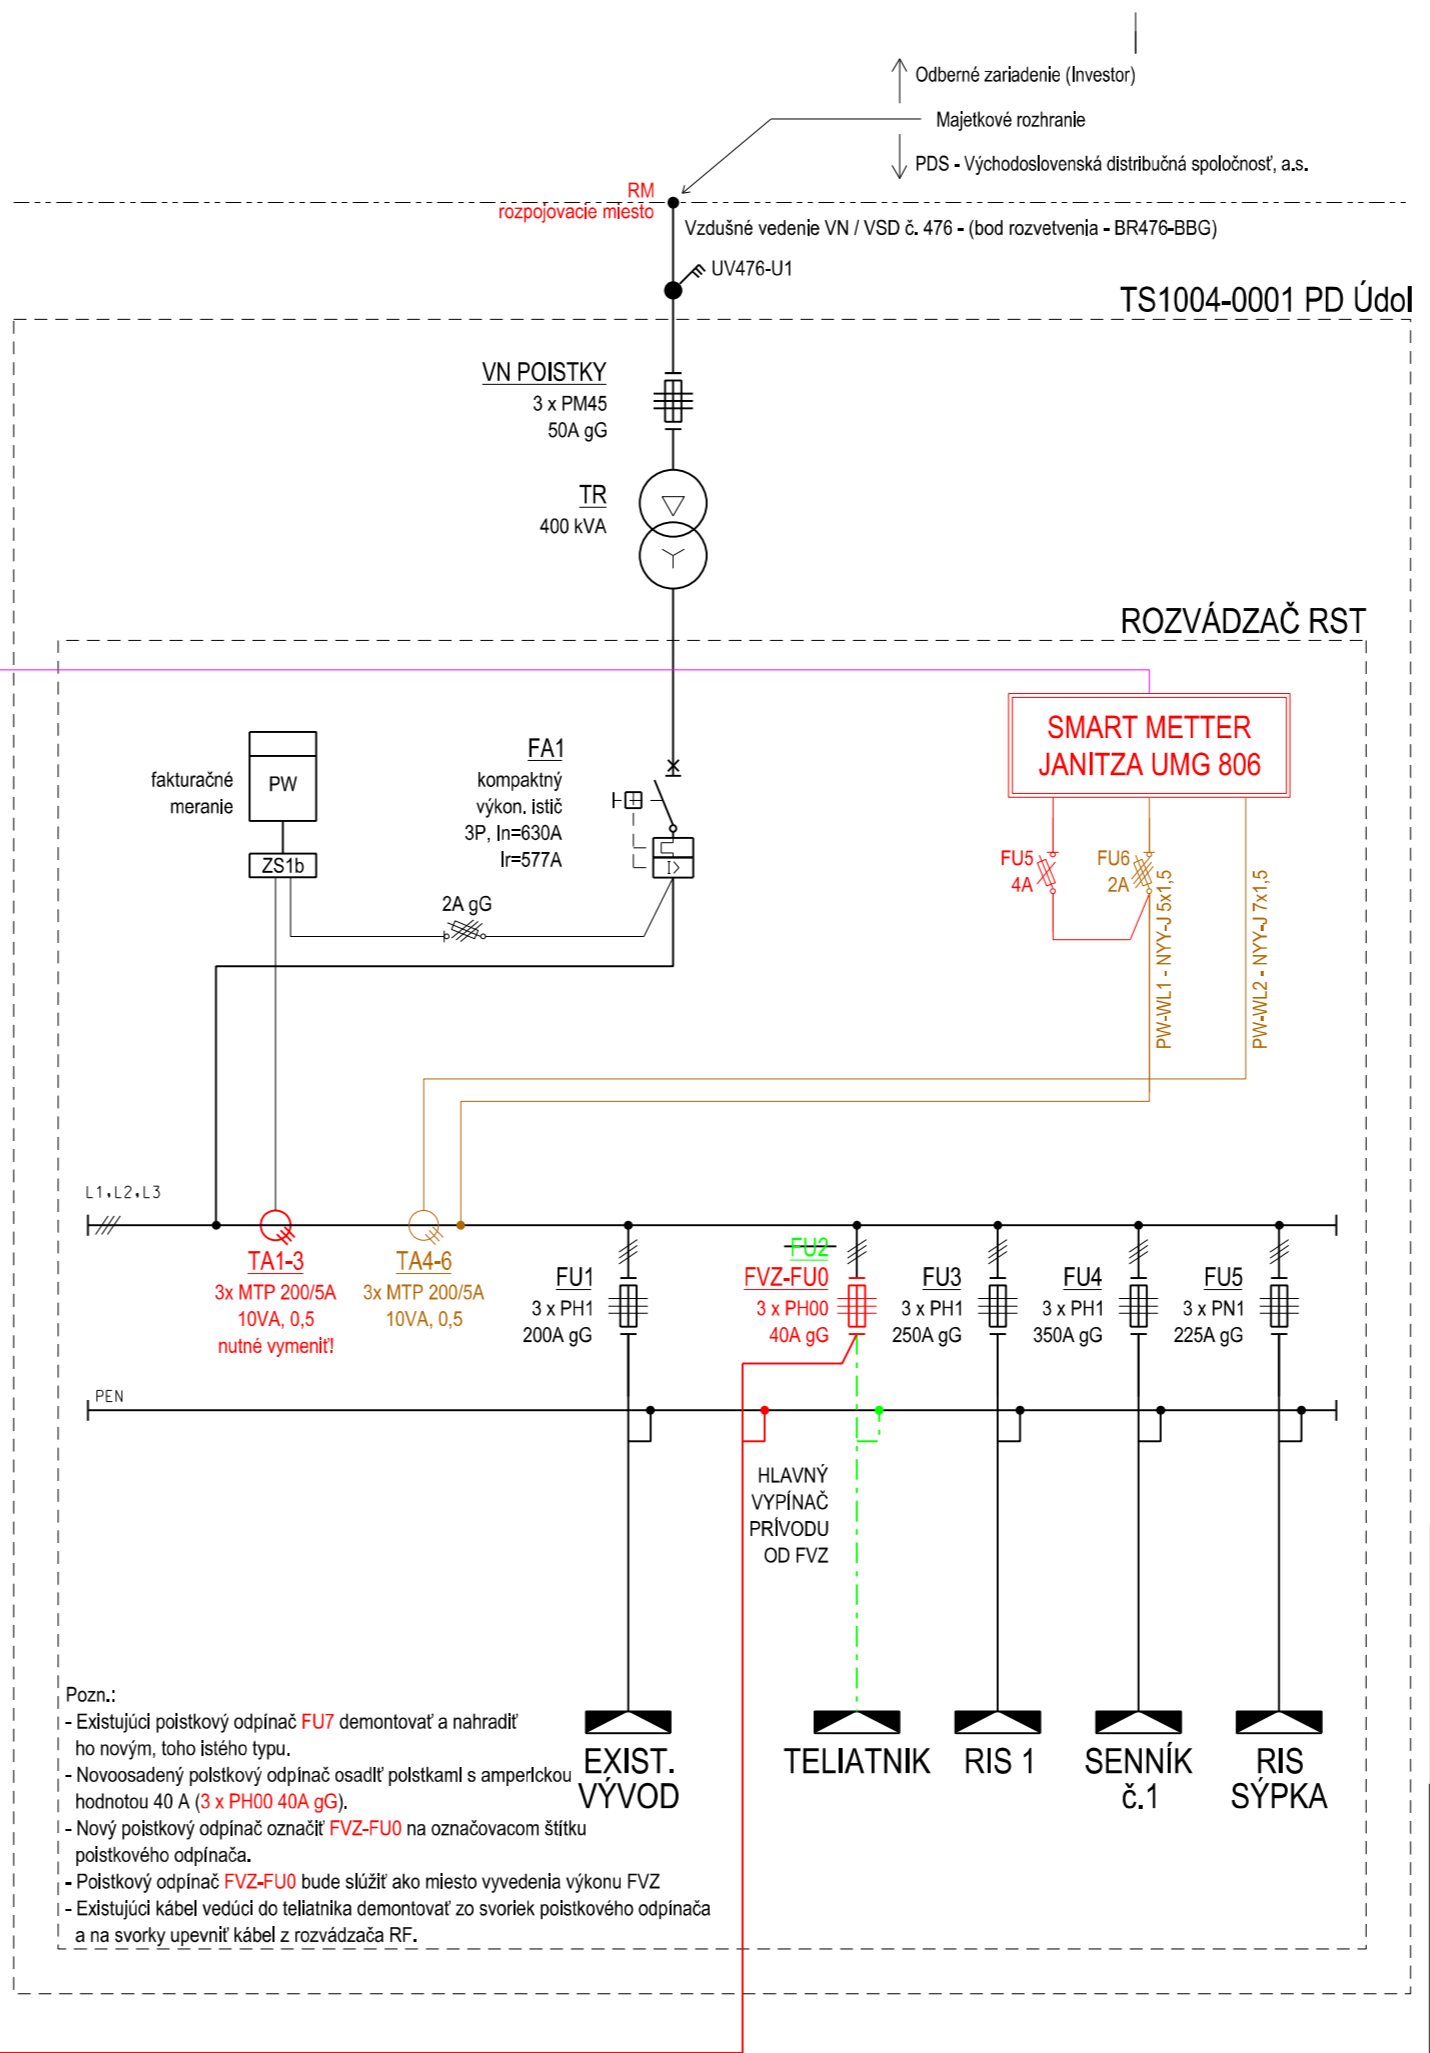 Odberné zariadenie (Investor)
Majetkové rozhranie
PDS - Východoslovenská distribučná spoločnosť, a.s.
RM
rozpojovacie miesto
Vzdušné vedenie VN / VSD č. 476 - (bod rozvetvenia - BR476-BBG)
UV476-U1
TS1004-0001 PD Údol
VN POISTKY
3 x PM45
50A gG
TR
400 kVA
ROZVÁDZAČ RST
SMART METTER
JANITZA UMG 806
fakturačné
meranie
PW
ZS1b
FA1
kompaktný
výkon. istič
3P, In=630A
Ir=577A
I>
2A gG
FU5
4A
FU6
2A
PW-WL1 - NYY-J 5x1,5
PW-WL2 - NYY-J 7x1,5
L1,L2,L3
TA1-3
3x MTP 200/5A
10VA, 0,5
nutné vymeniť!
TA4-6
3x MTP 200/5A
10VA, 0,5
FU1
3 x PH1
200A gG
FU2
FVZ-FU0
3 x PH00
40A gG
FU3
3 x PH1
250A gG
FU4
3 x PH1
350A gG
FU5
3 x PN1
225A gG
PEN
HLAVNÝ
VYPÍNAČ
PRÍVODU
OD FVZ
Pozn.:
- Existujúci poistkový odpínač FU7 demontovať a nahradiť
ho novým, toho istého typu.
- Novoosadený poistkový odpínač osadiť poistkami s amperickou
hodnotou 40 A (3 x PH00 40A gG).
- Nový poistkový odpínač označiť FVZ-FU0 na označovacom štítku
poistkového odpínača.
- Poistkový odpínač FVZ-FU0 bude slúžiť ako miesto vyvedenia výkonu FVZ
- Existujúci kábel vedúci do teliatnika demontovať zo svoriek poistkového odpínača
a na svorky upevniť kábel z rozvádzača RF.
EXIST.
VÝVOD
TELIATNIK
RIS 1
SENNÍK
č.1
RIS
SÝPKA